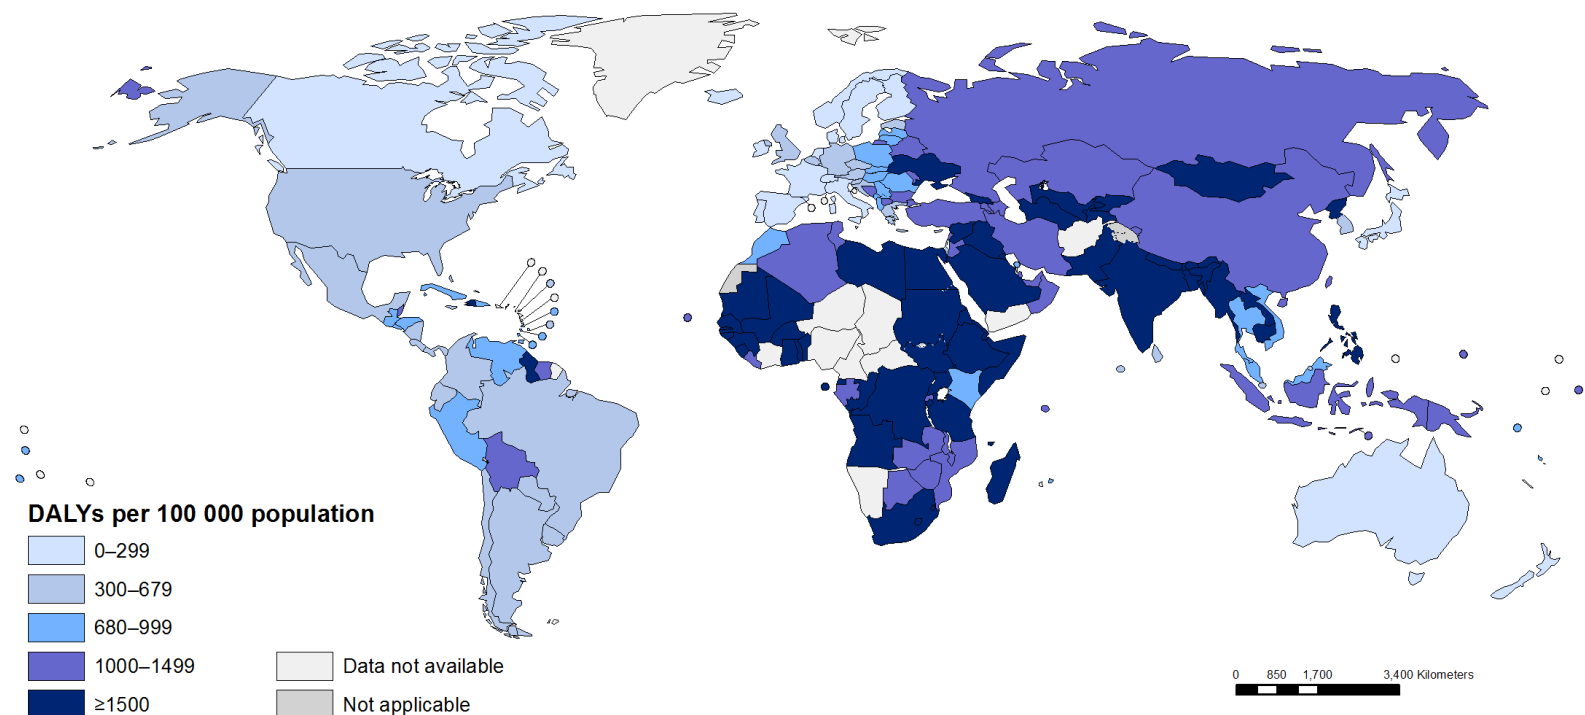 DALYs per 100 000 population
0–299
300–679
680–999
1000–1499
≥1500
Data not available
Not applicable
0 850 1,700 3,400 Kilometers